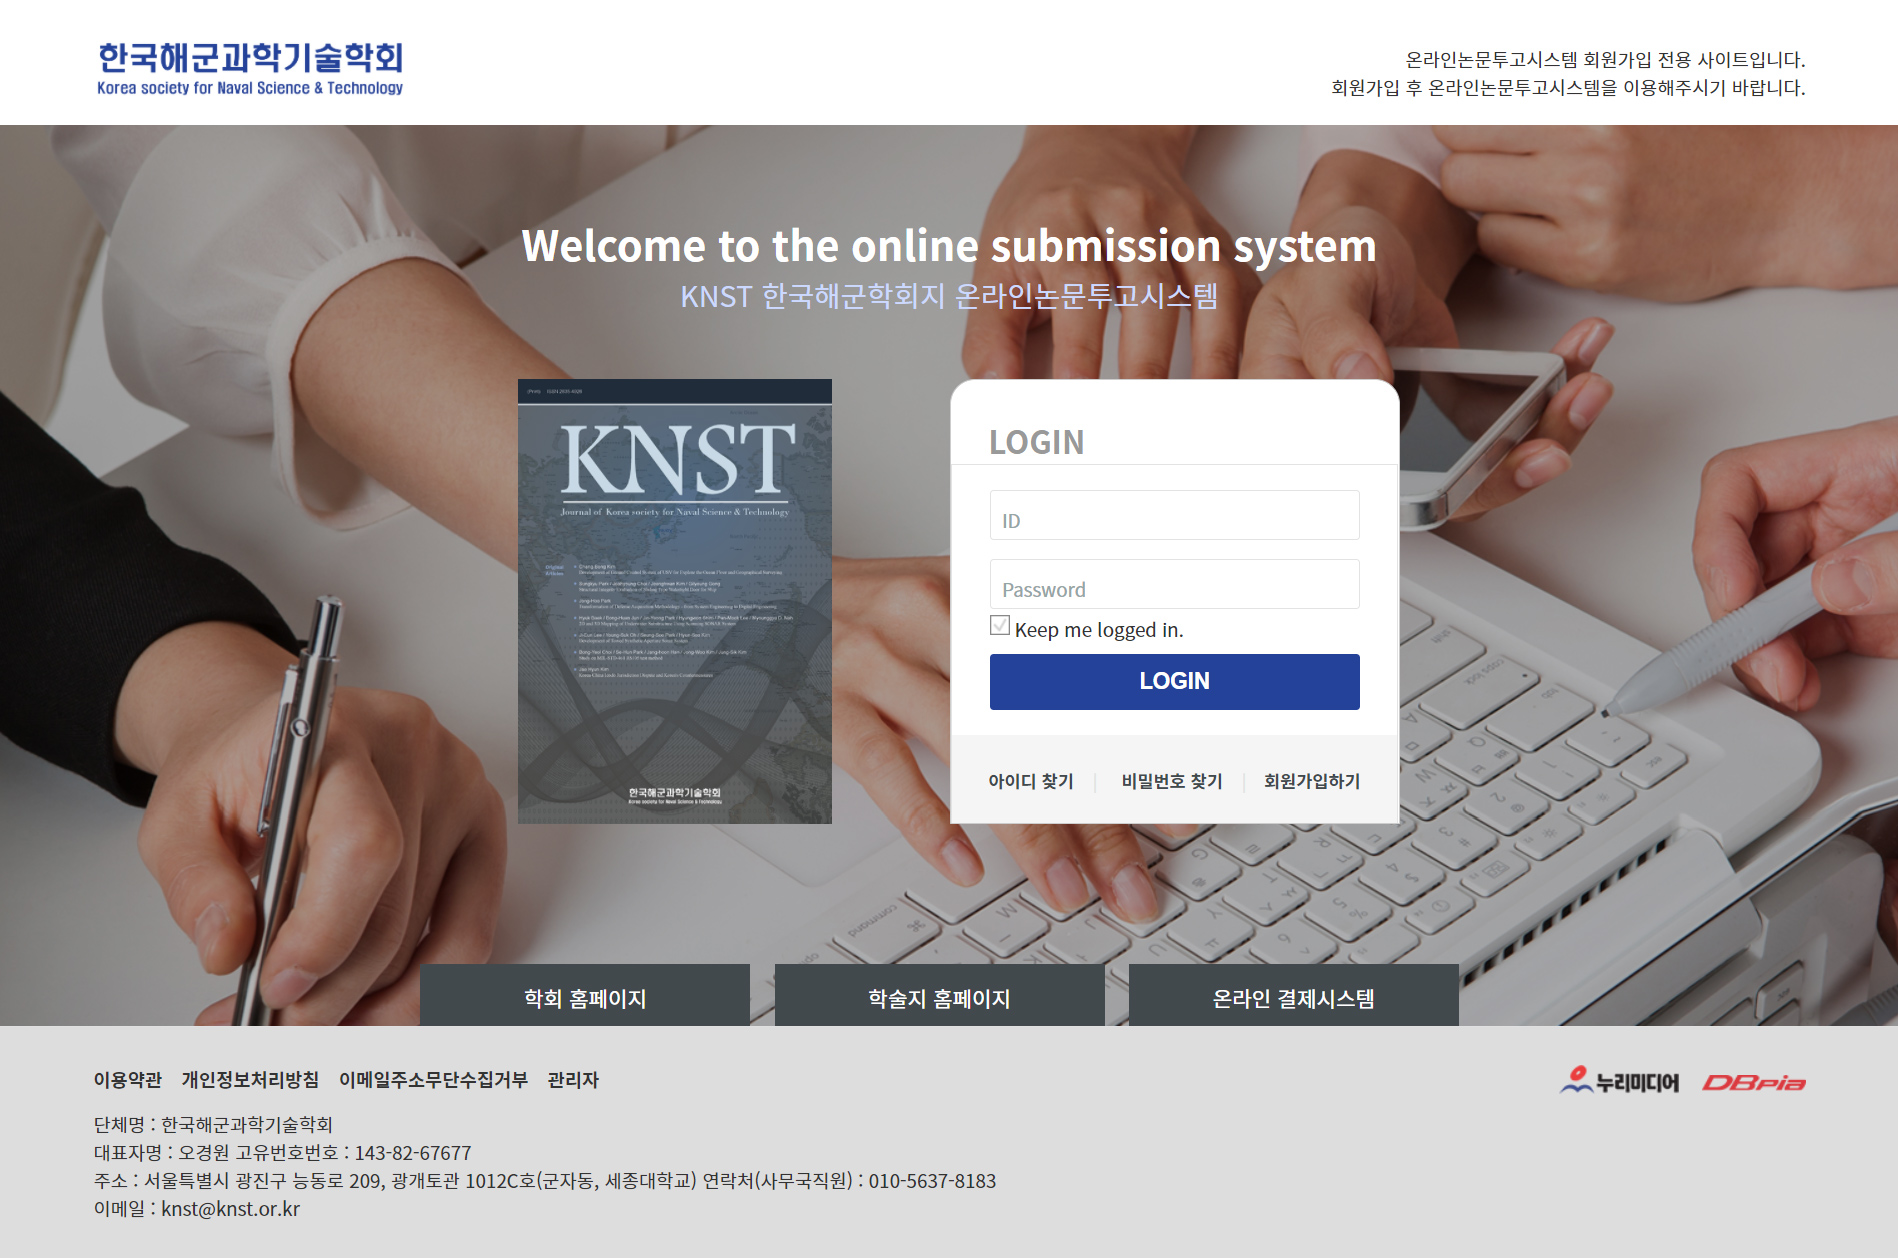 한국해군과학기술학회
Korea society for Naval Science & Technology
온라인논문투고시스템 회원가입 전용 사이트입니다.
회원가입 후 온라인논문투고시스템을 이용해주시기 바랍니다.
Welcome to the online submission system
KNST 한국해군학회지 온라인논문투고시스템
KNST
Journal of Korea society for Naval Science & Technology
Original
Articles
한국해군과학기술학회
Korea society for Naval Science & Technology
LOGIN
ID
Password
Keep me logged in.
LOGIN
아이디 찾기 | 비밀번호 찾기 | 회원가입하기
학회 홈페이지
학술지 홈페이지
온라인 결제시스템
이용약관 개인정보처리방침 이메일주소무단수집거부 관리자
누리미디어 DBpia
단체명 : 한국해군과학기술학회
대표자명 : 오경원 고유번호번호 : 143-82-67677
주소 : 서울특별시 광진구 능동로 209, 광개토관 1012C호(군자동, 세종대학교) 연락처(사무국직원) : 010-5637-8183
이메일 : knst@knst.or.kr